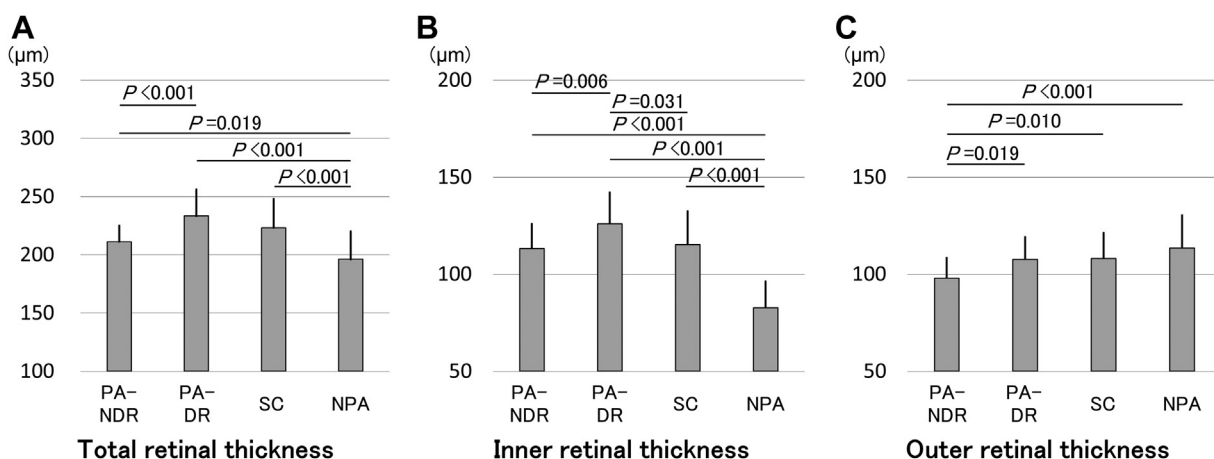 A
(μm)
350
300
250
200
150
100
P <0.001
P =0.019
P <0.001
P <0.001
PA-
NDR
PA-
DR
SC
NPA
Total retinal thickness
B
(μm)
200
150
100
50
P =0.006
P =0.031
P <0.001
P <0.001
P <0.001
PA-
NDR
PA-
DR
SC
NPA
Inner retinal thickness
C
(μm)
200
150
100
50
P <0.001
P =0.010
P =0.019
PA-
NDR
PA-
DR
SC
NPA
Outer retinal thickness